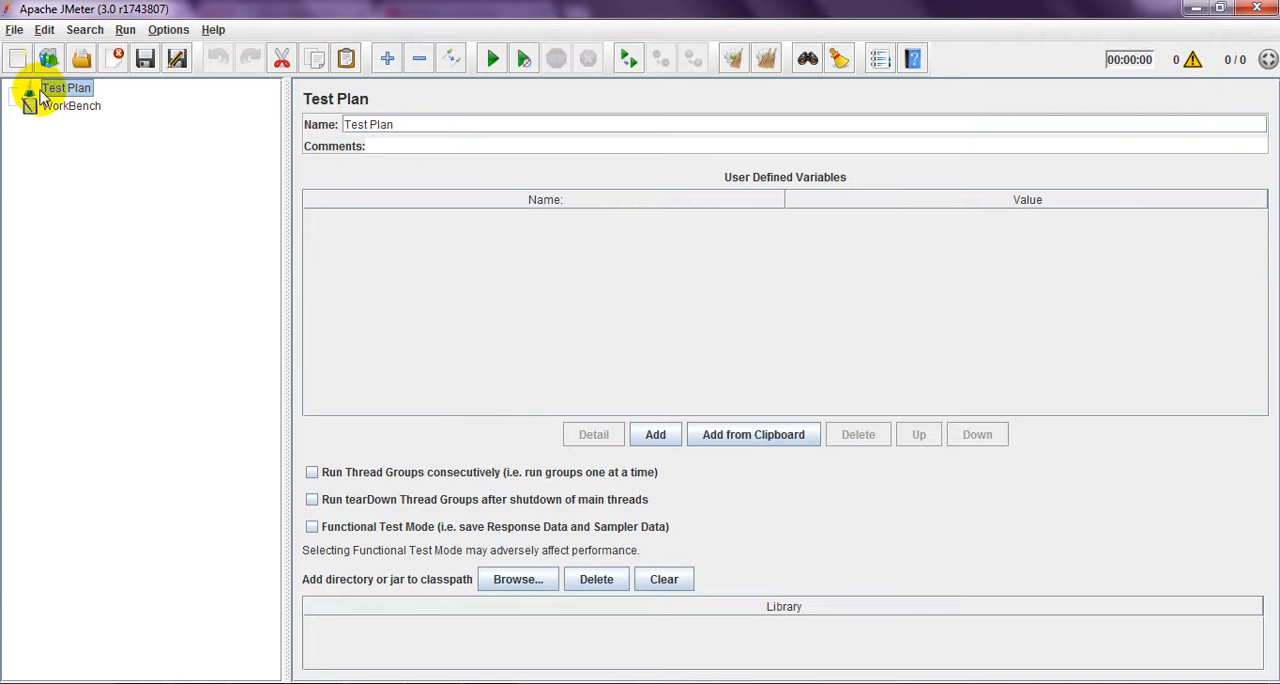 Apache JMeter (3.0 r1743807)
File Edit Search Run Options Help
00:00:00 0 0 / 0
Test Plan
WorkBench
Test Plan
Name: Test Plan
Comments:
User Defined Variables
Name: Value
Detail Add Add from Clipboard Delete Up Down
Run Thread Groups consecutively (i.e. run groups one at a time)
Run tearDown Thread Groups after shutdown of main threads
Functional Test Mode (i.e. save Response Data and Sampler Data)
Selecting Functional Test Mode may adversely affect performance.
Add directory or jar to classpath Browse... Delete Clear
Library